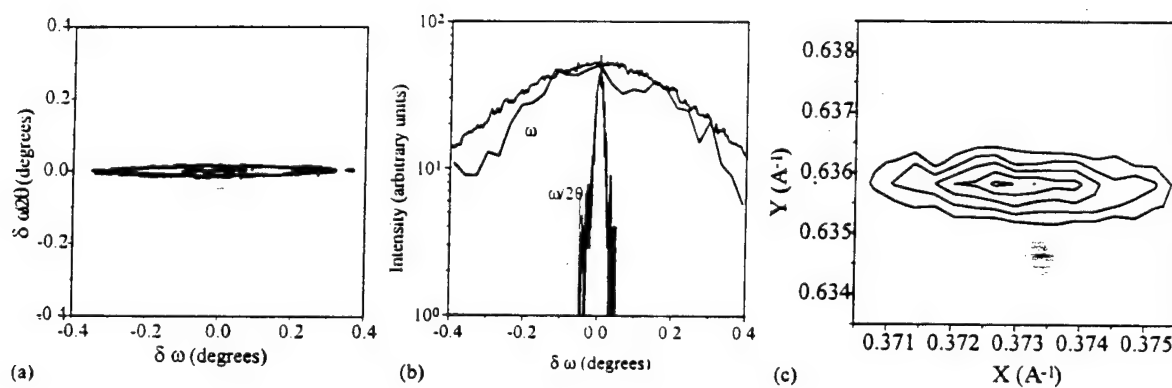 0.4
0.2
0.0
-0.2
-0.4
δ ω/2θ (degrees)
-0.4 -0.2 0.0 0.2 0.4
δ ω (degrees)
(a)
10²
10¹
10⁰
Intensity (arbitrary units)
ω
ω/2θ
-0.4 -0.2 0.0 0.2 0.4
δ ω (degrees)
(b)
0.638
0.637
0.636
0.635
0.634
Y (A⁻¹)
0.371 0.372 0.373 0.374 0.375
X (A⁻¹)
(c)